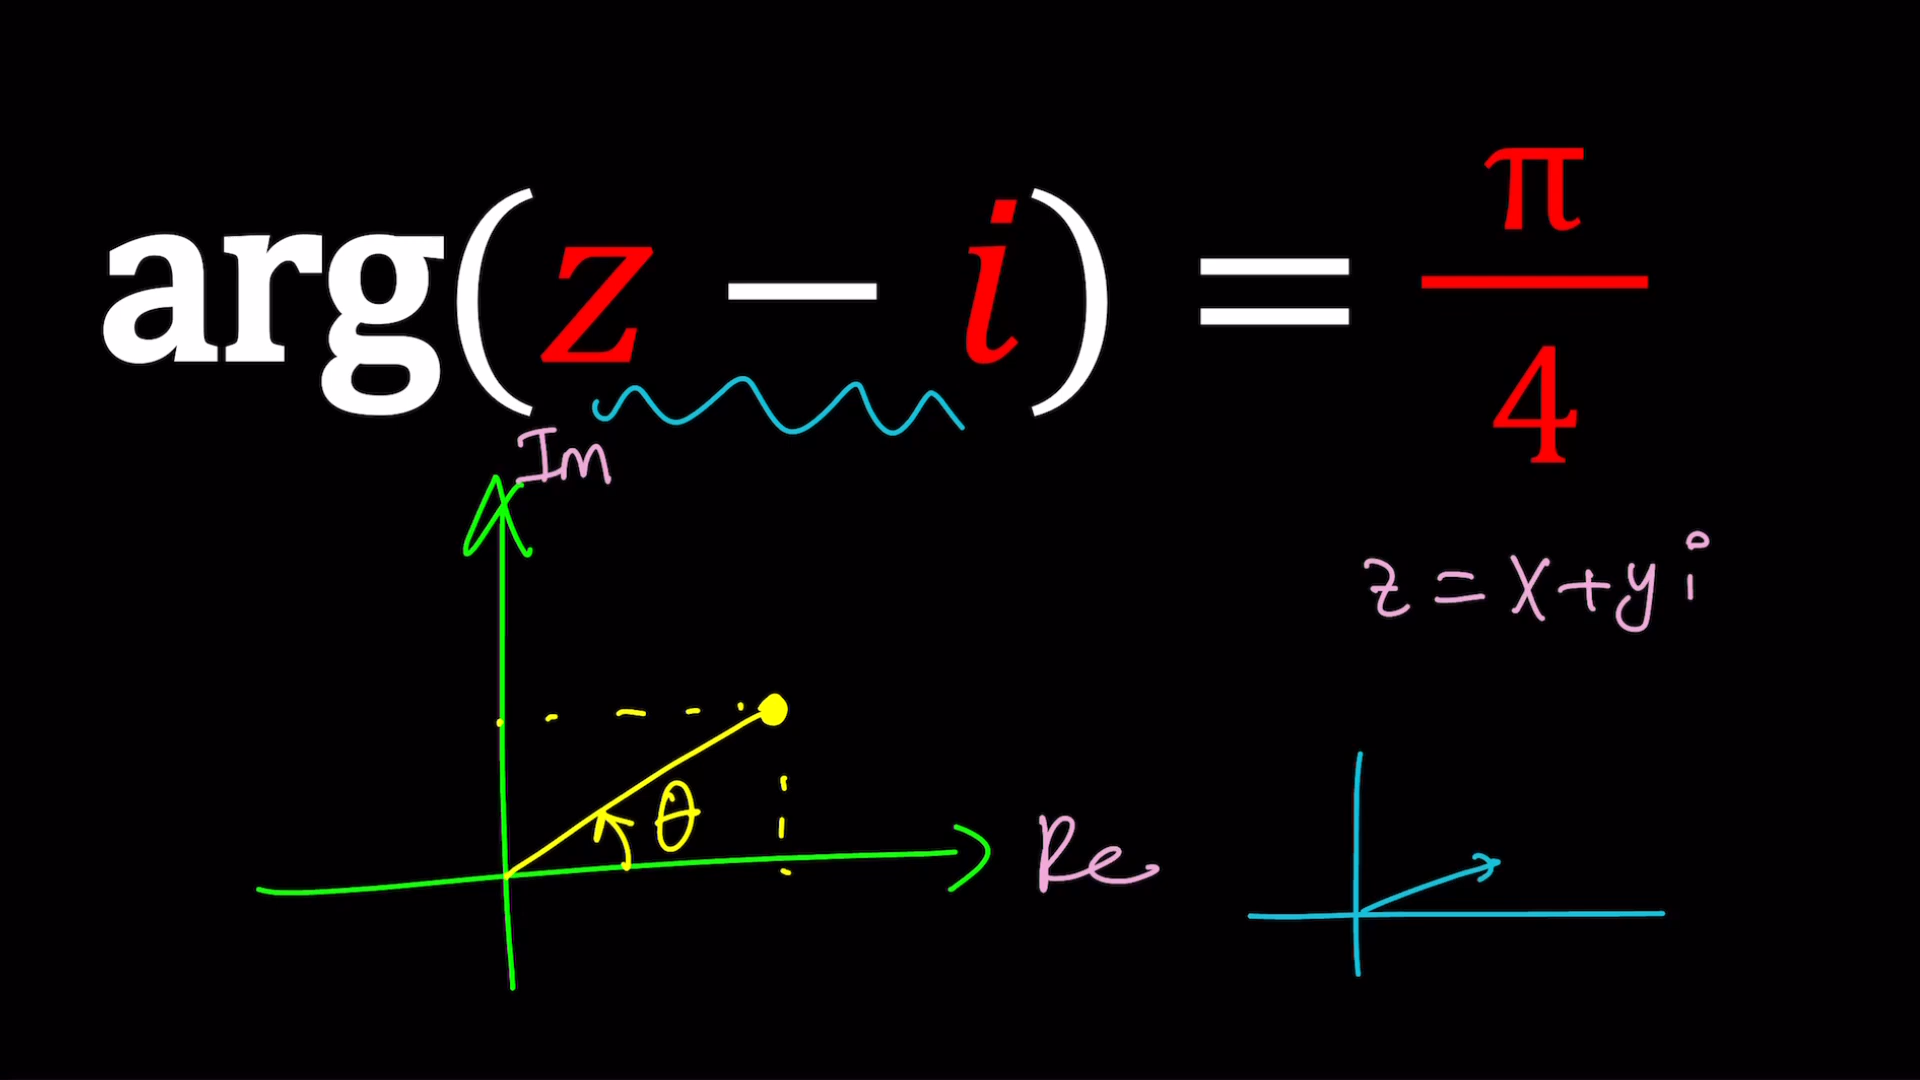 arg(z − i) = π/4
Im
z = x+yi
θ
Re